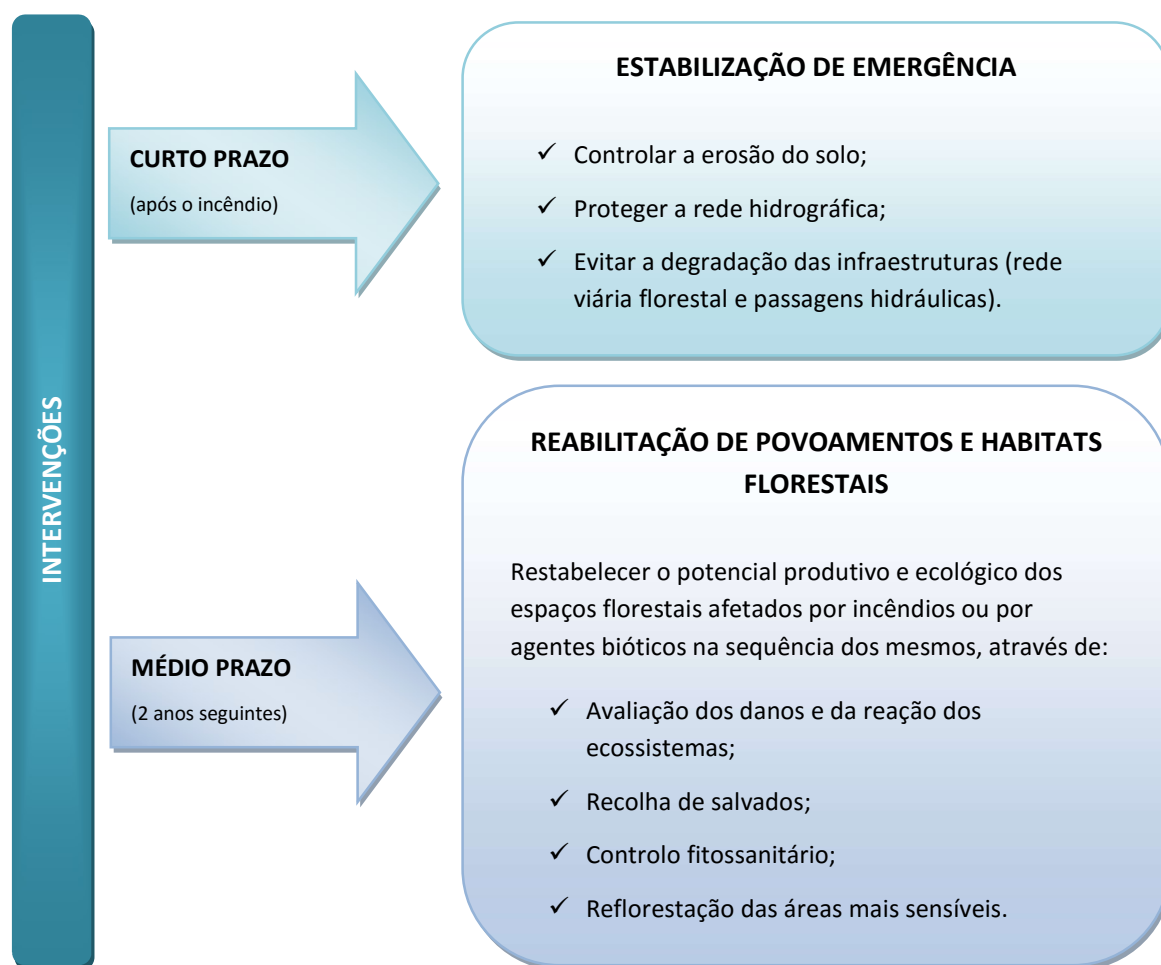 INTERVENÇÕES
CURTO PRAZO
(após o incêndio)
ESTABILIZAÇÃO DE EMERGÊNCIA
✓ Controlar a erosão do solo;
✓ Proteger a rede hidrográfica;
✓ Evitar a degradação das infraestruturas (rede
viária florestal e passagens hidráulicas).
MÉDIO PRAZO
(2 anos seguintes)
REABILITAÇÃO DE POVOAMENTOS E HABITATS
FLORESTAIS
Restabelecer o potencial produtivo e ecológico dos
espaços florestais afetados por incêndios ou por
agentes bióticos na sequência dos mesmos, através de:
✓ Avaliação dos danos e da reação dos
ecossistemas;
✓ Recolha de salvados;
✓ Controlo fitossanitário;
✓ Reflorestação das áreas mais sensíveis.